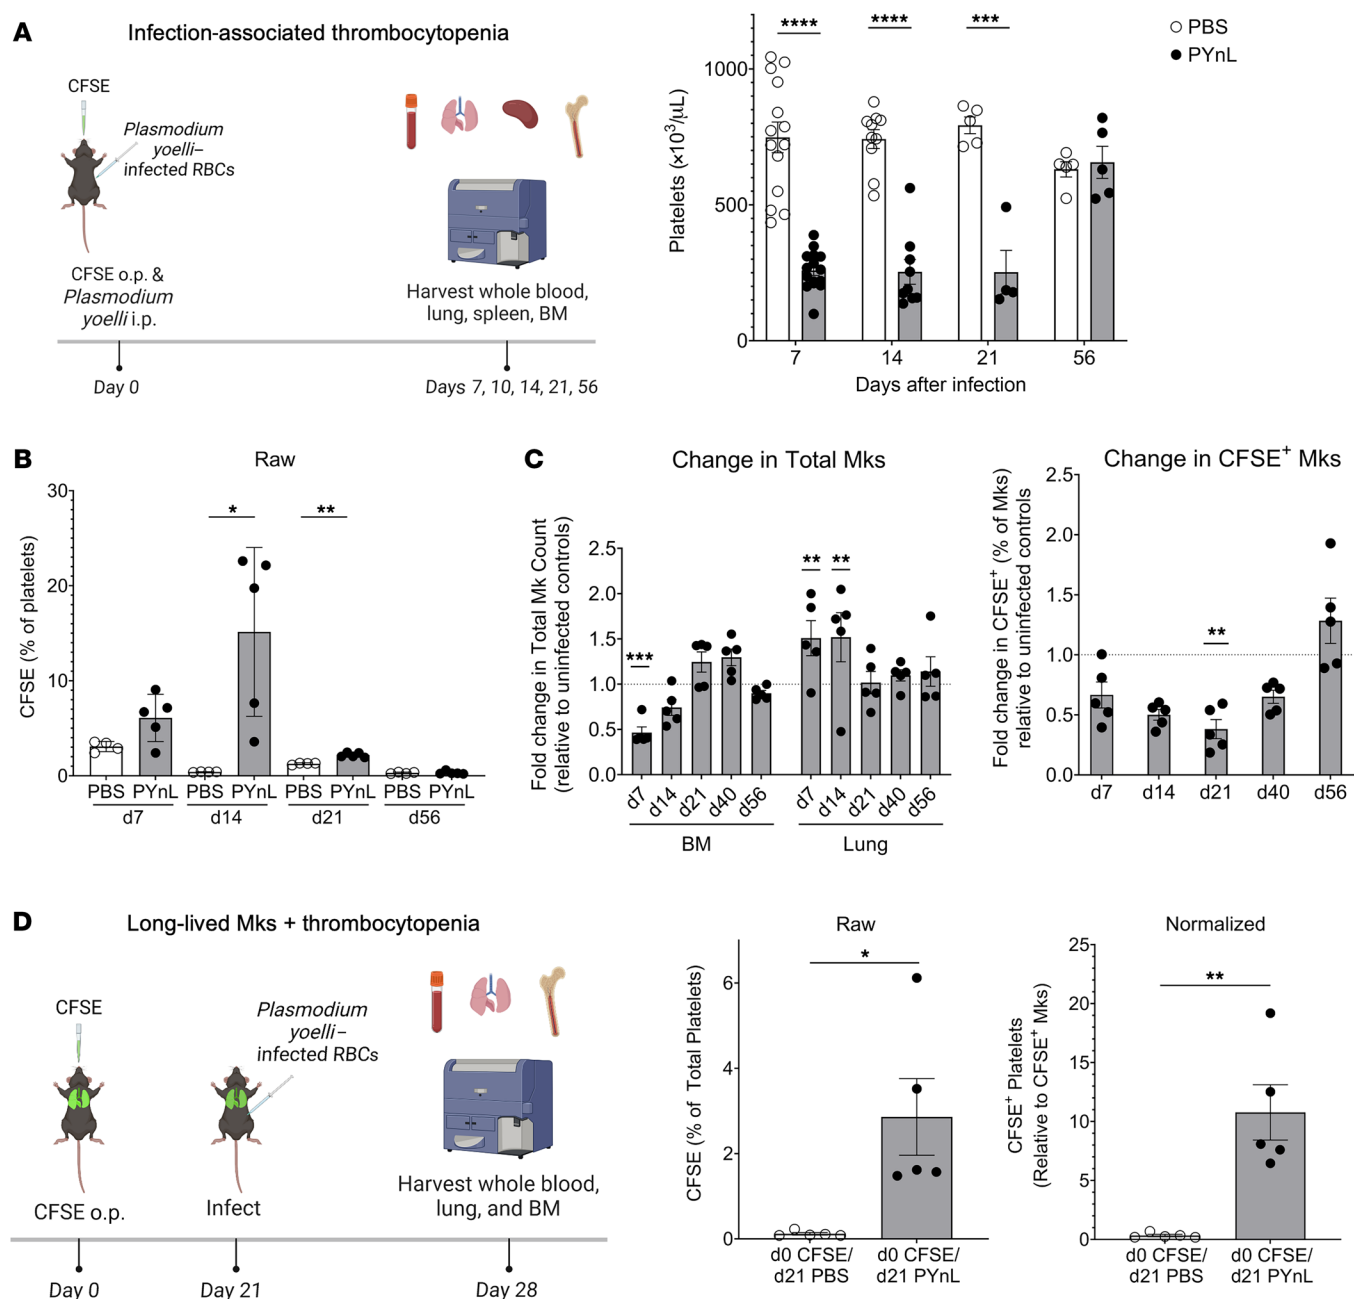 A
Infection-associated thrombocytopenia
CFSE
Plasmodium
yoelli–
infected RBCs
CFSE o.p. &
Plasmodium
yoelli i.p.
Harvest whole blood,
lung, spleen, BM
Day 0
Days 7, 10, 14, 21, 56
PBS
PYnL
**** **** ***
Platelets (×10³/µL)
1000
500
0
7 14 21 56
Days after infection
B
Raw
CFSE (% of platelets)
30
20
10
0
* **
PBS PYnL PBS PYnL PBS PYnL PBS PYnL
d7 d14 d21 d56
C
Change in Total Mks
Fold change in Total Mk Count
(relative to uninfected controls)
2.5
2.0
1.5
1.0
0.5
0.0
*** ** **
d7 d14 d21 d40 d56 d7 d14 d21 d40 d56
BM Lung
Change in CFSE⁺ Mks
Fold change in CFSE⁺ (% of Mks)
relative to uninfected controls
2.5
2.0
1.5
1.0
0.5
0.0
**
d7 d14 d21 d40 d56
D
Long-lived Mks + thrombocytopenia
CFSE
Plasmodium
yoelli–
infected RBCs
CFSE o.p.
Infect
Harvest whole blood,
lung, and BM
Day 0
Day 21
Day 28
Raw
CFSE (% of Total Platelets)
6
4
2
0
*
d0 CFSE/ d0 CFSE/
d21 PBS d21 PYnL
Normalized
CFSE⁺ Platelets
(Relative to CFSE⁺ Mks)
25
20
15
10
5
0
**
d0 CFSE/ d0 CFSE/
d21 PBS d21 PYnL